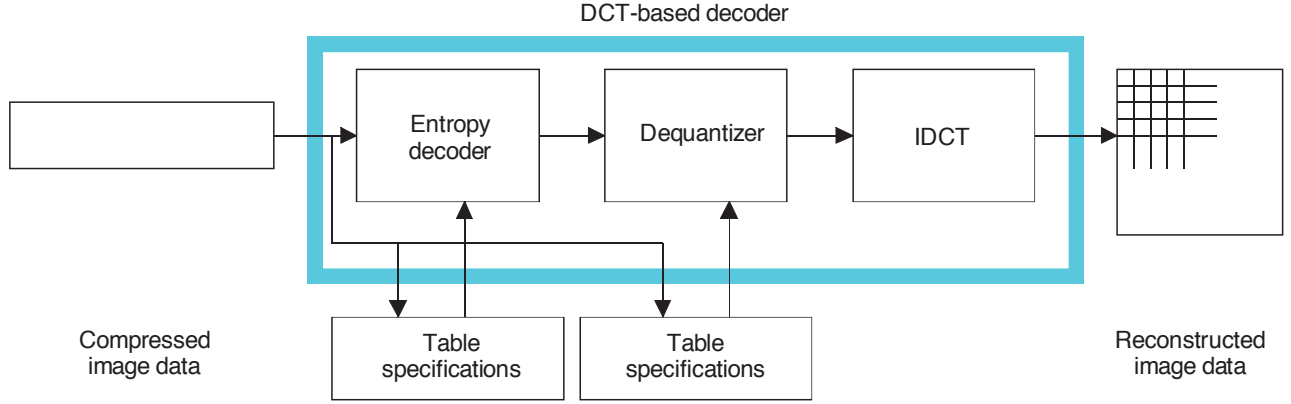 DCT-based decoder
Entropy
decoder
Dequantizer
IDCT
Table
specifications
Table
specifications
Compressed
image data
Reconstructed
image data